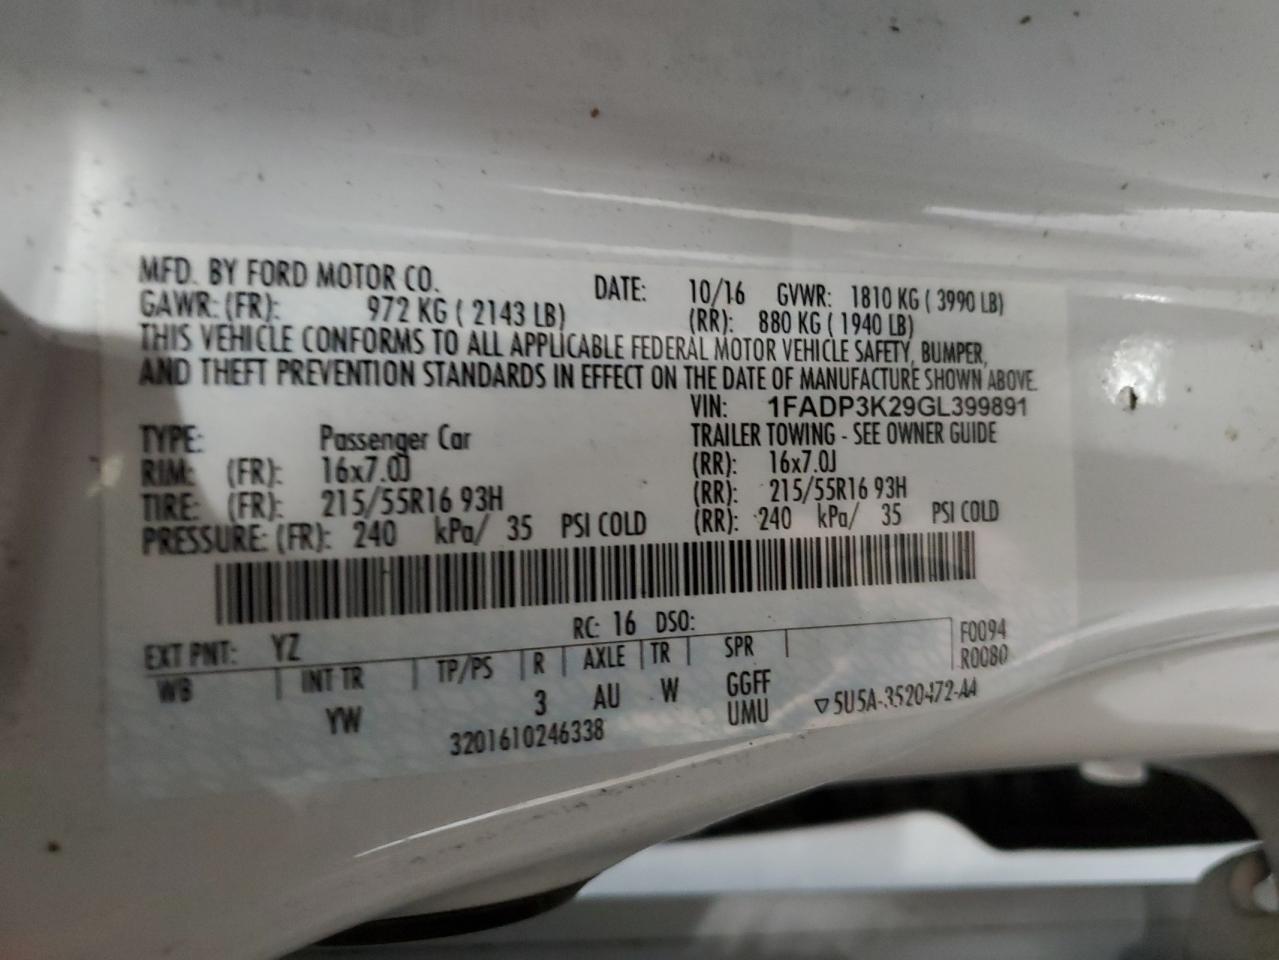 MFD. BY FORD MOTOR CO.
DATE: 10/16 GVWR: 1810 KG ( 3990 LB)
GAWR: (FR): 972 KG ( 2143 LB) (RR): 880 KG ( 1940 LB)
THIS VEHICLE CONFORMS TO ALL APPLICABLE FEDERAL MOTOR VEHICLE SAFETY, BUMPER,
AND THEFT PREVENTION STANDARDS IN EFFECT ON THE DATE OF MANUFACTURE SHOWN ABOVE.
VIN: 1FADP3K29GL399891
TYPE: Passenger Car TRAILER TOWING - SEE OWNER GUIDE
RIM: (FR): 16x7.0J (RR): 16x7.0J
TIRE: (FR): 215/55R16 93H (RR): 215/55R16 93H
PRESSURE: (FR): 240 kPa/ 35 PSI COLD (RR): 240 kPa/ 35 PSI COLD
RC: 16 DSO:
EXT PNT: YZ F0094
WB INT TR TP/PS R AXLE TR SPR R0080
YW 3 AU W GGFF
UMU ▽5U5A-3520472-AA
3201610246338